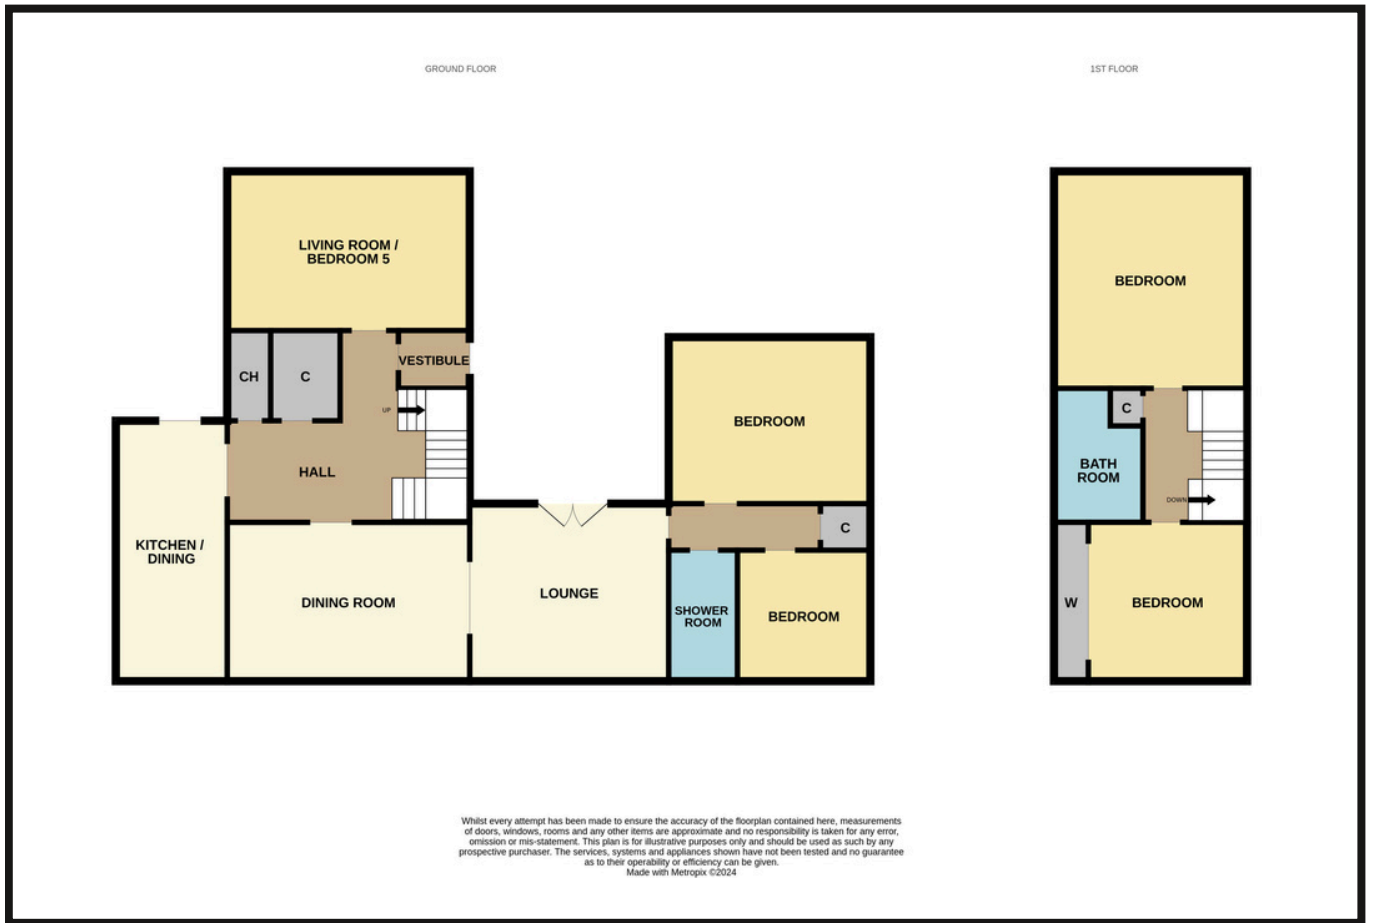 GROUND FLOOR
1ST FLOOR
LIVING ROOM /
BEDROOM 5
CH
C
VESTIBULE
UP
HALL
KITCHEN /
DINING
DINING ROOM
LOUNGE
BEDROOM
C
SHOWER
ROOM
BEDROOM
BEDROOM
C
BATH
ROOM
DOWN
W
BEDROOM
Whilst every attempt has been made to ensure the accuracy of the floorplan contained here, measurements
of doors, windows, rooms and any other items are approximate and no responsibility is taken for any error,
omission or mis-statement. This plan is for illustrative purposes only and should be used as such by any
prospective purchaser. The services, systems and appliances shown have not been tested and no guarantee
as to their operability or efficiency can be given.
Made with Metropix ©2024